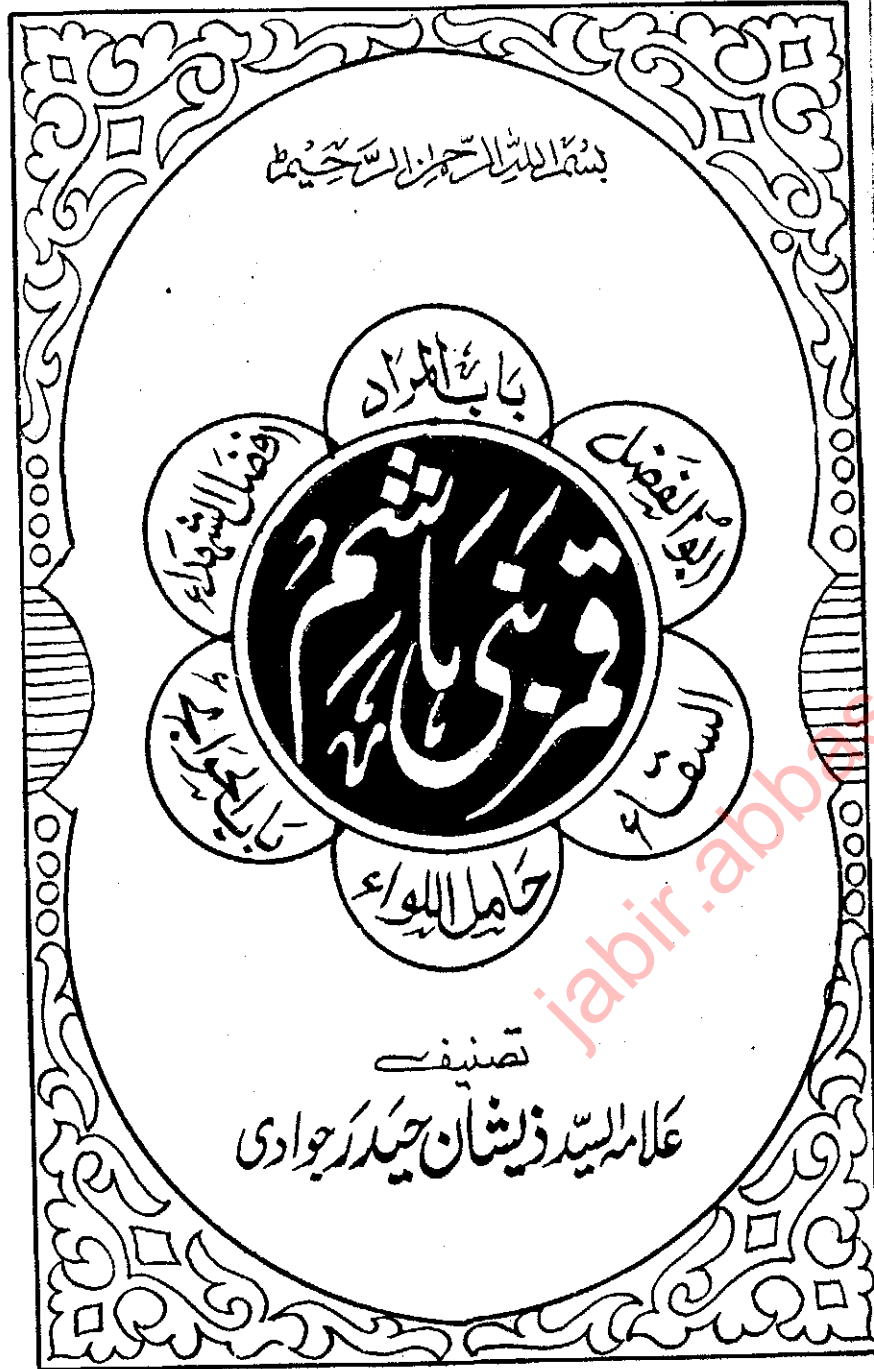 بسم اللہ الرحمن الرحیم
باب المراد
ابو الفضل
افضل الشہداء
قمر بنی ہاشم
السقاء
باب الحوائج
حامل اللواء
تصنیف
علامہ السید ذیشان حیدر جوادی
jabir.abbas